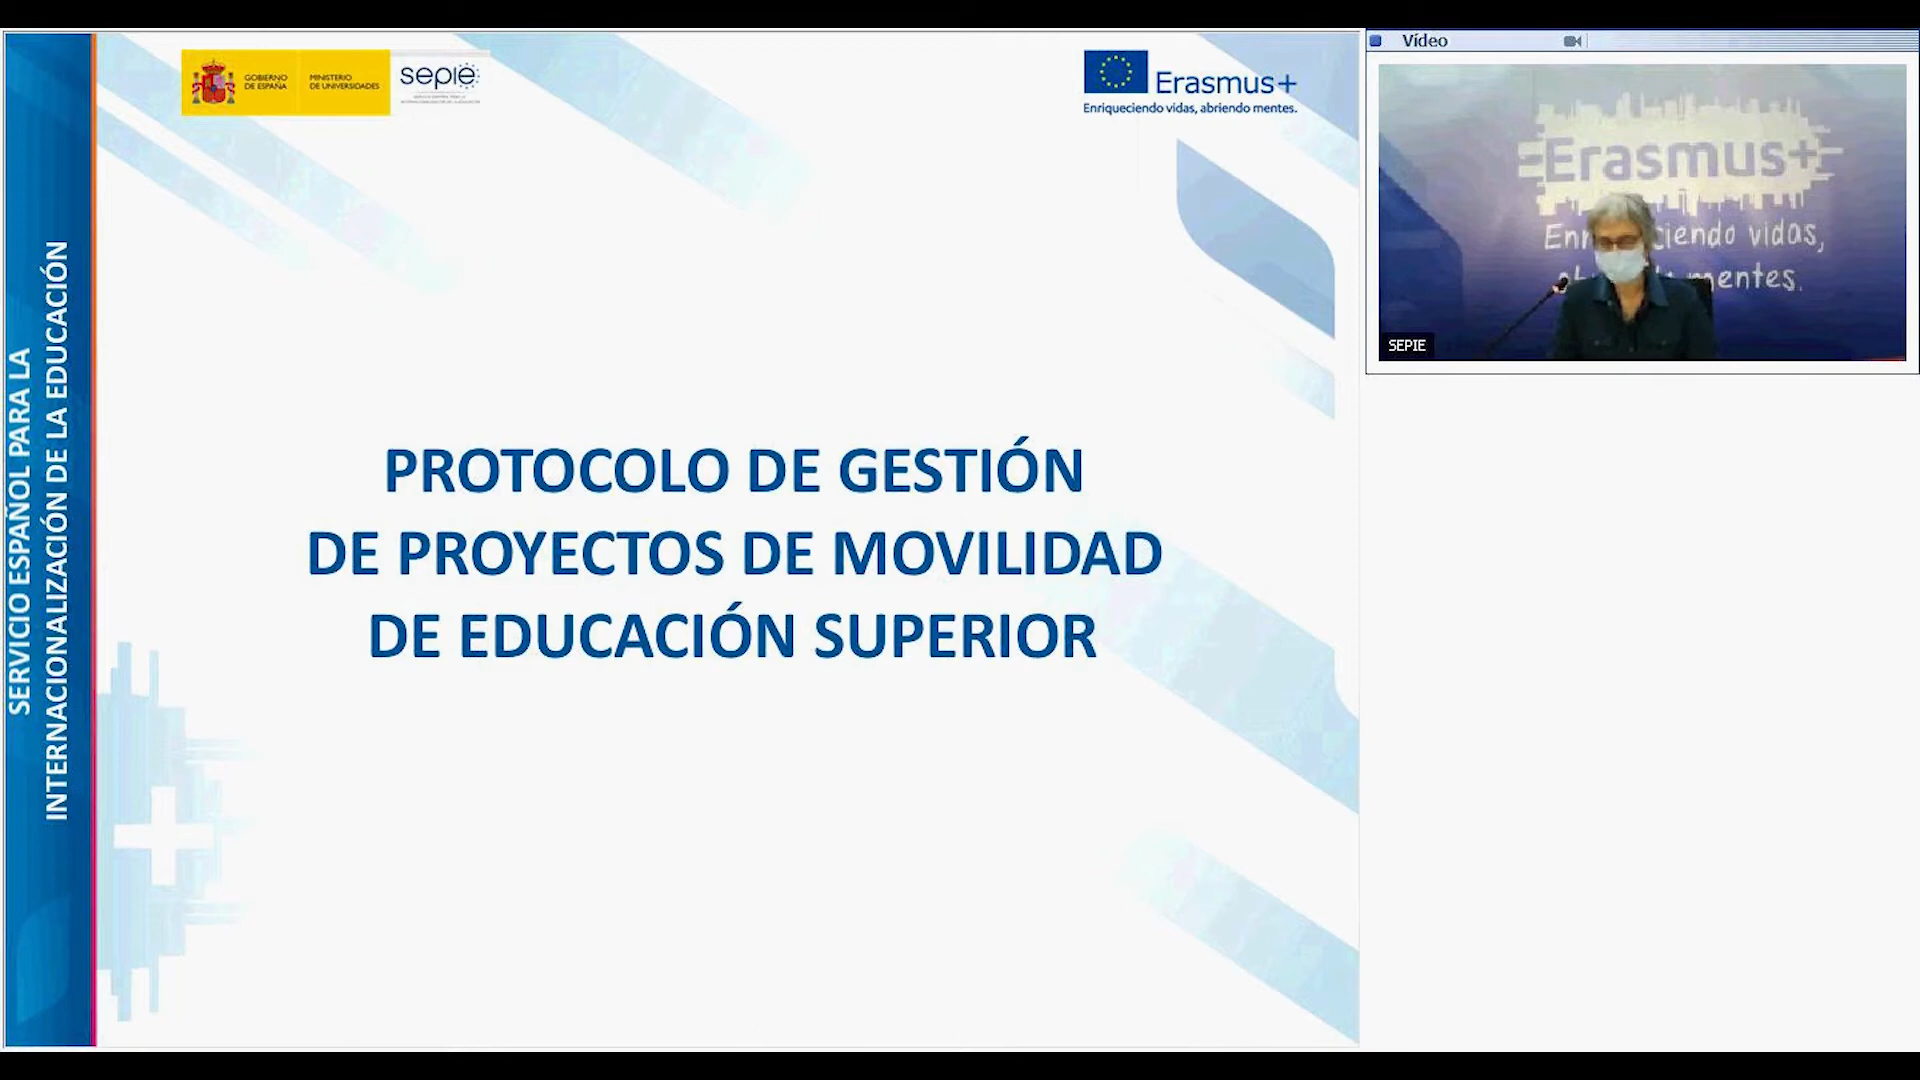 SERVICIO ESPAÑOL PARA LA
INTERNACIONALIZACIÓN DE LA EDUCACIÓN
GOBIERNO
DE ESPAÑA
MINISTERIO
DE UNIVERSIDADES
sepie
Erasmus+
Enriqueciendo vidas, abriendo mentes.
PROTOCOLO DE GESTIÓN
DE PROYECTOS DE MOVILIDAD
DE EDUCACIÓN SUPERIOR
Vídeo
Erasmus+
vidas,
SEPIE